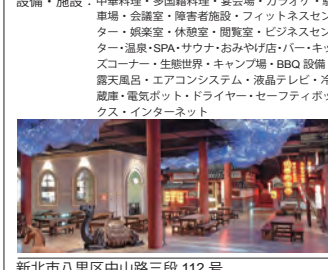 設備・施設：中華料理・多国籍料理・宴会場・カラオケ・駐
車場・会議室・障害者施設・フィットネスセン
ター・娯楽室・休憩室・閲覧室・ビジネスセン
ター・温泉・SPA・サウナ・おみやげ店・バー・キッ
ズコーナー・生態世界・キャンプ場・BBQ 設備
露天風呂・エアコンシステム・液晶テレビ・冷
蔵庫・電気ポット・ドライヤー・セーフティボッ
クス・インターネット
新北市八里区中山路三段 112 号